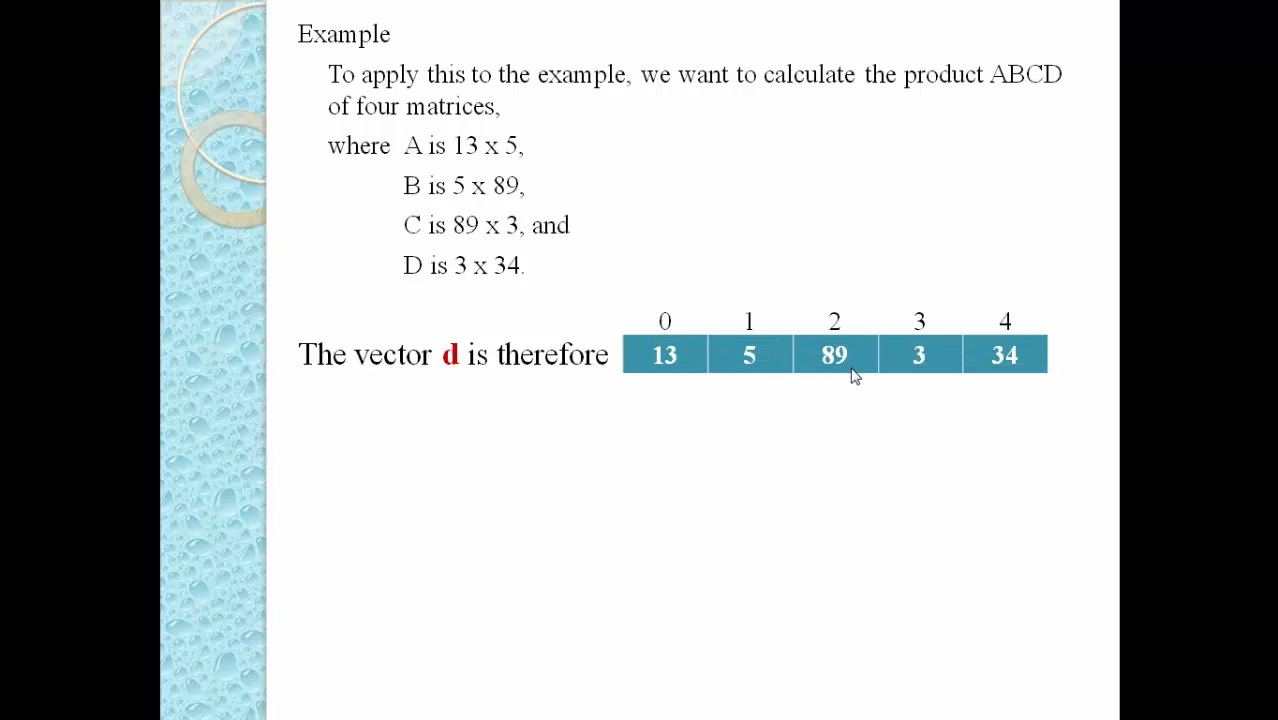 Example
To apply this to the example, we want to calculate the product ABCD
of four matrices,
where A is 13 x 5,
B is 5 x 89,
C is 89 x 3, and
D is 3 x 34.
0 1 2 3 4
The vector d is therefore 13 5 89 3 34